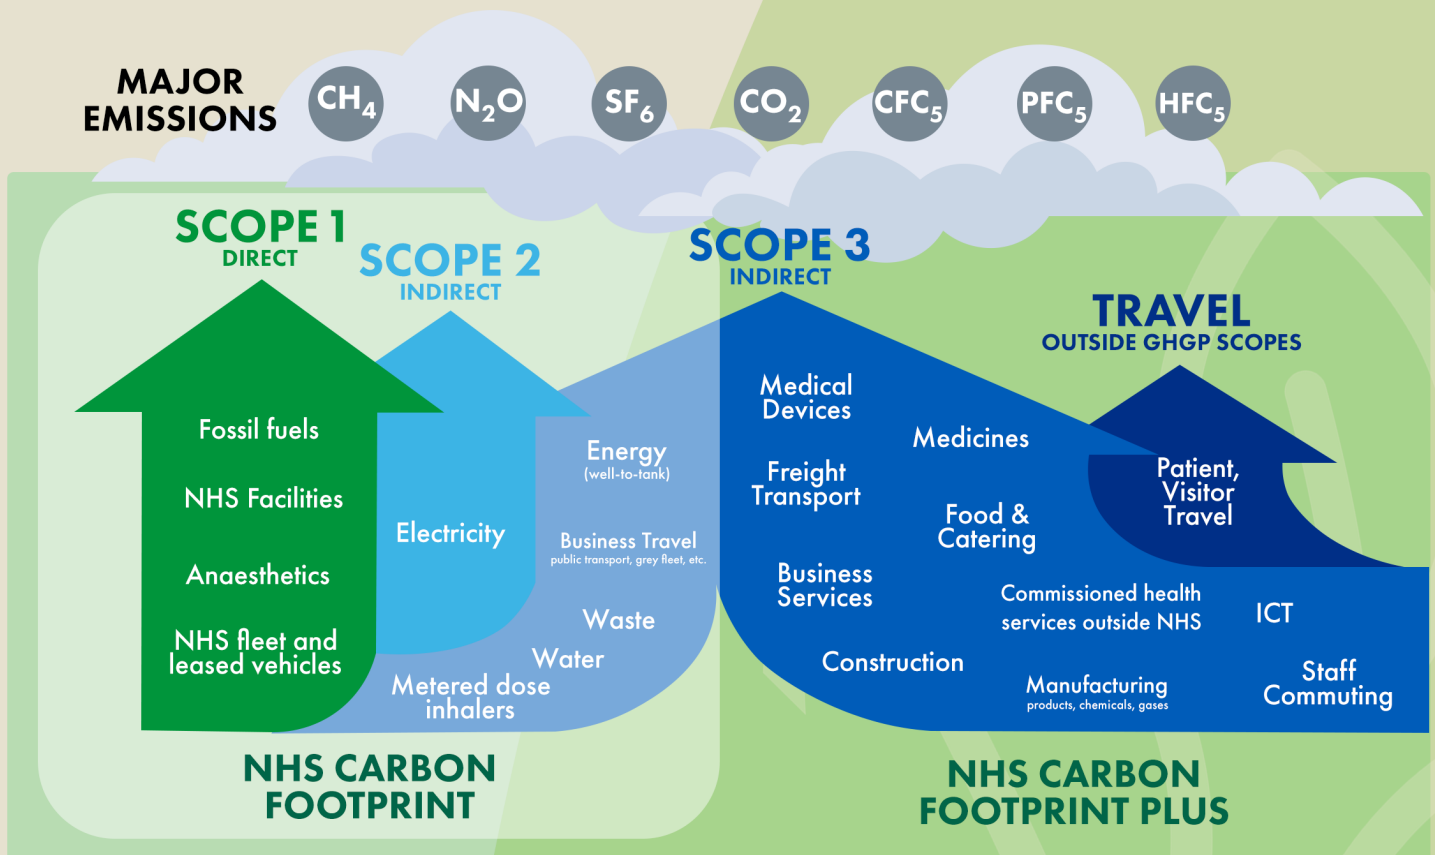 MAJOR
EMISSIONS
CH₄
N₂O
SF₆
CO₂
CFC₅
PFC₅
HFC₅
SCOPE 1
DIRECT
Fossil fuels
NHS Facilities
Anaesthetics
NHS fleet and
leased vehicles
SCOPE 2
INDIRECT
Electricity
SCOPE 3
INDIRECT
Energy
(well-to-tank)
Business Travel
public transport, grey fleet, etc.
Waste
Water
Metered dose
inhalers
Medical
Devices
Medicines
Freight
Transport
Food &
Catering
Business
Services
Commissioned health
services outside NHS
ICT
Construction
Manufacturing
products, chemicals, gases
Staff
Commuting
TRAVEL
OUTSIDE GHGP SCOPES
Patient,
Visitor
Travel
NHS CARBON
FOOTPRINT
NHS CARBON
FOOTPRINT PLUS